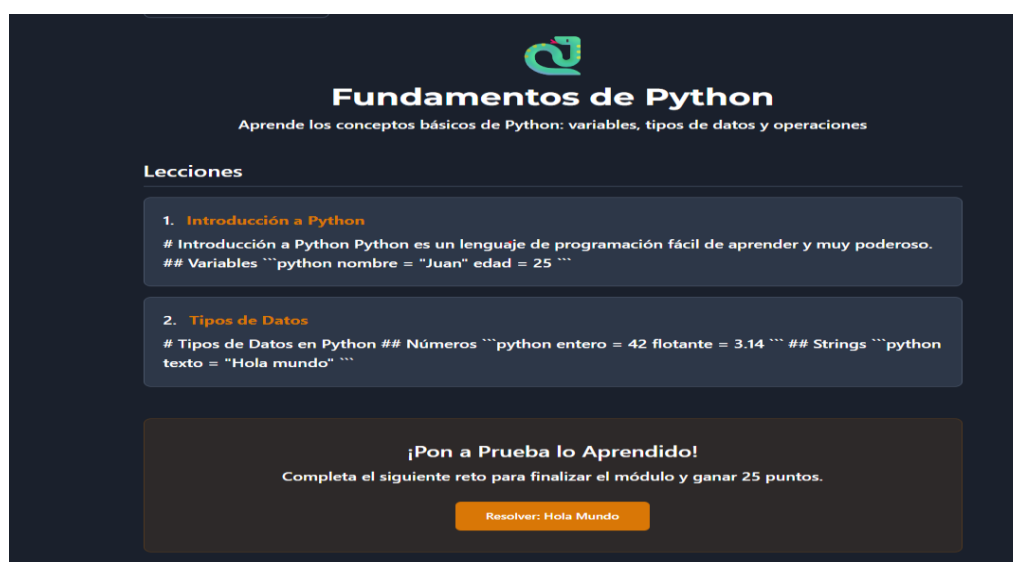 Fundamentos de Python
Aprende los conceptos básicos de Python: variables, tipos de datos y operaciones
Lecciones
1. Introducción a Python
# Introducción a Python Python es un lenguaje de programación fácil de aprender y muy poderoso.
## Variables ```python nombre = "Juan" edad = 25 ```
2. Tipos de Datos
# Tipos de Datos en Python ## Números ```python entero = 42 flotante = 3.14 ``` ## Strings ```python
texto = "Hola mundo" ```
¡Pon a Prueba lo Aprendido!
Completa el siguiente reto para finalizar el módulo y ganar 25 puntos.
Resolver: Hola Mundo